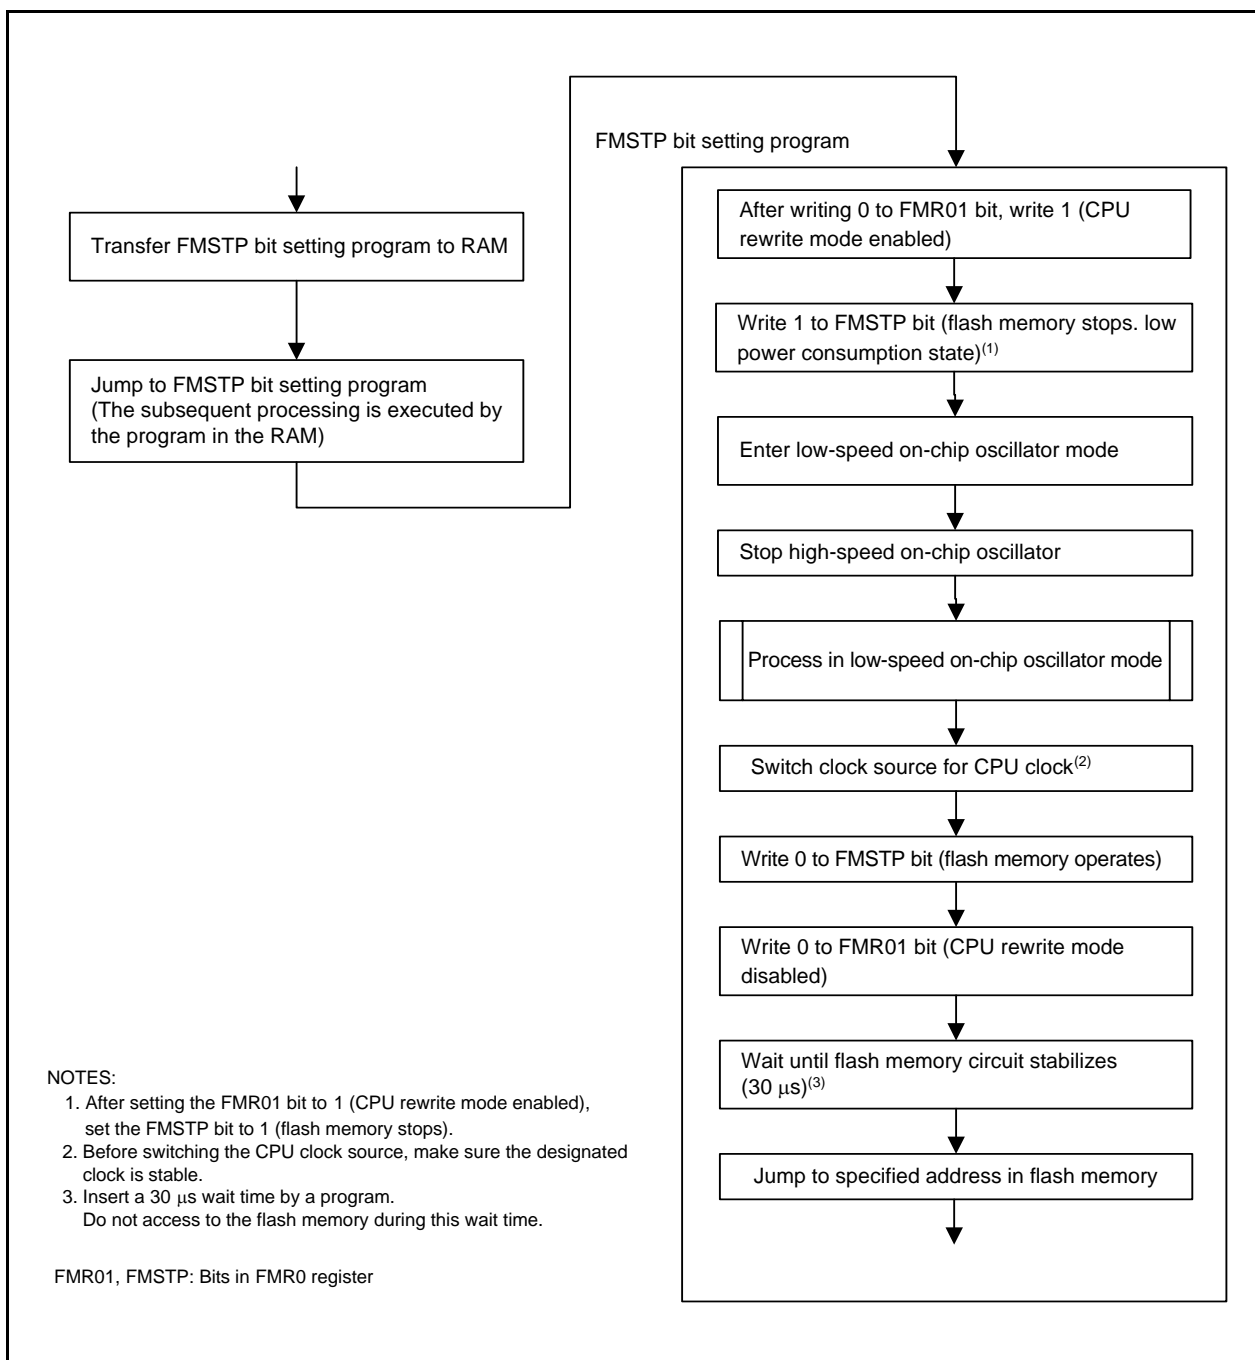 Transfer FMSTP bit setting program to RAM
Jump to FMSTP bit setting program
(The subsequent processing is executed by
the program in the RAM)
FMSTP bit setting program
After writing 0 to FMR01 bit, write 1 (CPU
rewrite mode enabled)
Write 1 to FMSTP bit (flash memory stops. low
power consumption state)(1)
Enter low-speed on-chip oscillator mode
Stop high-speed on-chip oscillator
Process in low-speed on-chip oscillator mode
Switch clock source for CPU clock(2)
Write 0 to FMSTP bit (flash memory operates)
Write 0 to FMR01 bit (CPU rewrite mode
disabled)
Wait until flash memory circuit stabilizes
(30 μs)(3)
Jump to specified address in flash memory
NOTES:
1. After setting the FMR01 bit to 1 (CPU rewrite mode enabled),
set the FMSTP bit to 1 (flash memory stops).
2. Before switching the CPU clock source, make sure the designated
clock is stable.
3. Insert a 30 μs wait time by a program.
Do not access to the flash memory during this wait time.
FMR01, FMSTP: Bits in FMR0 register